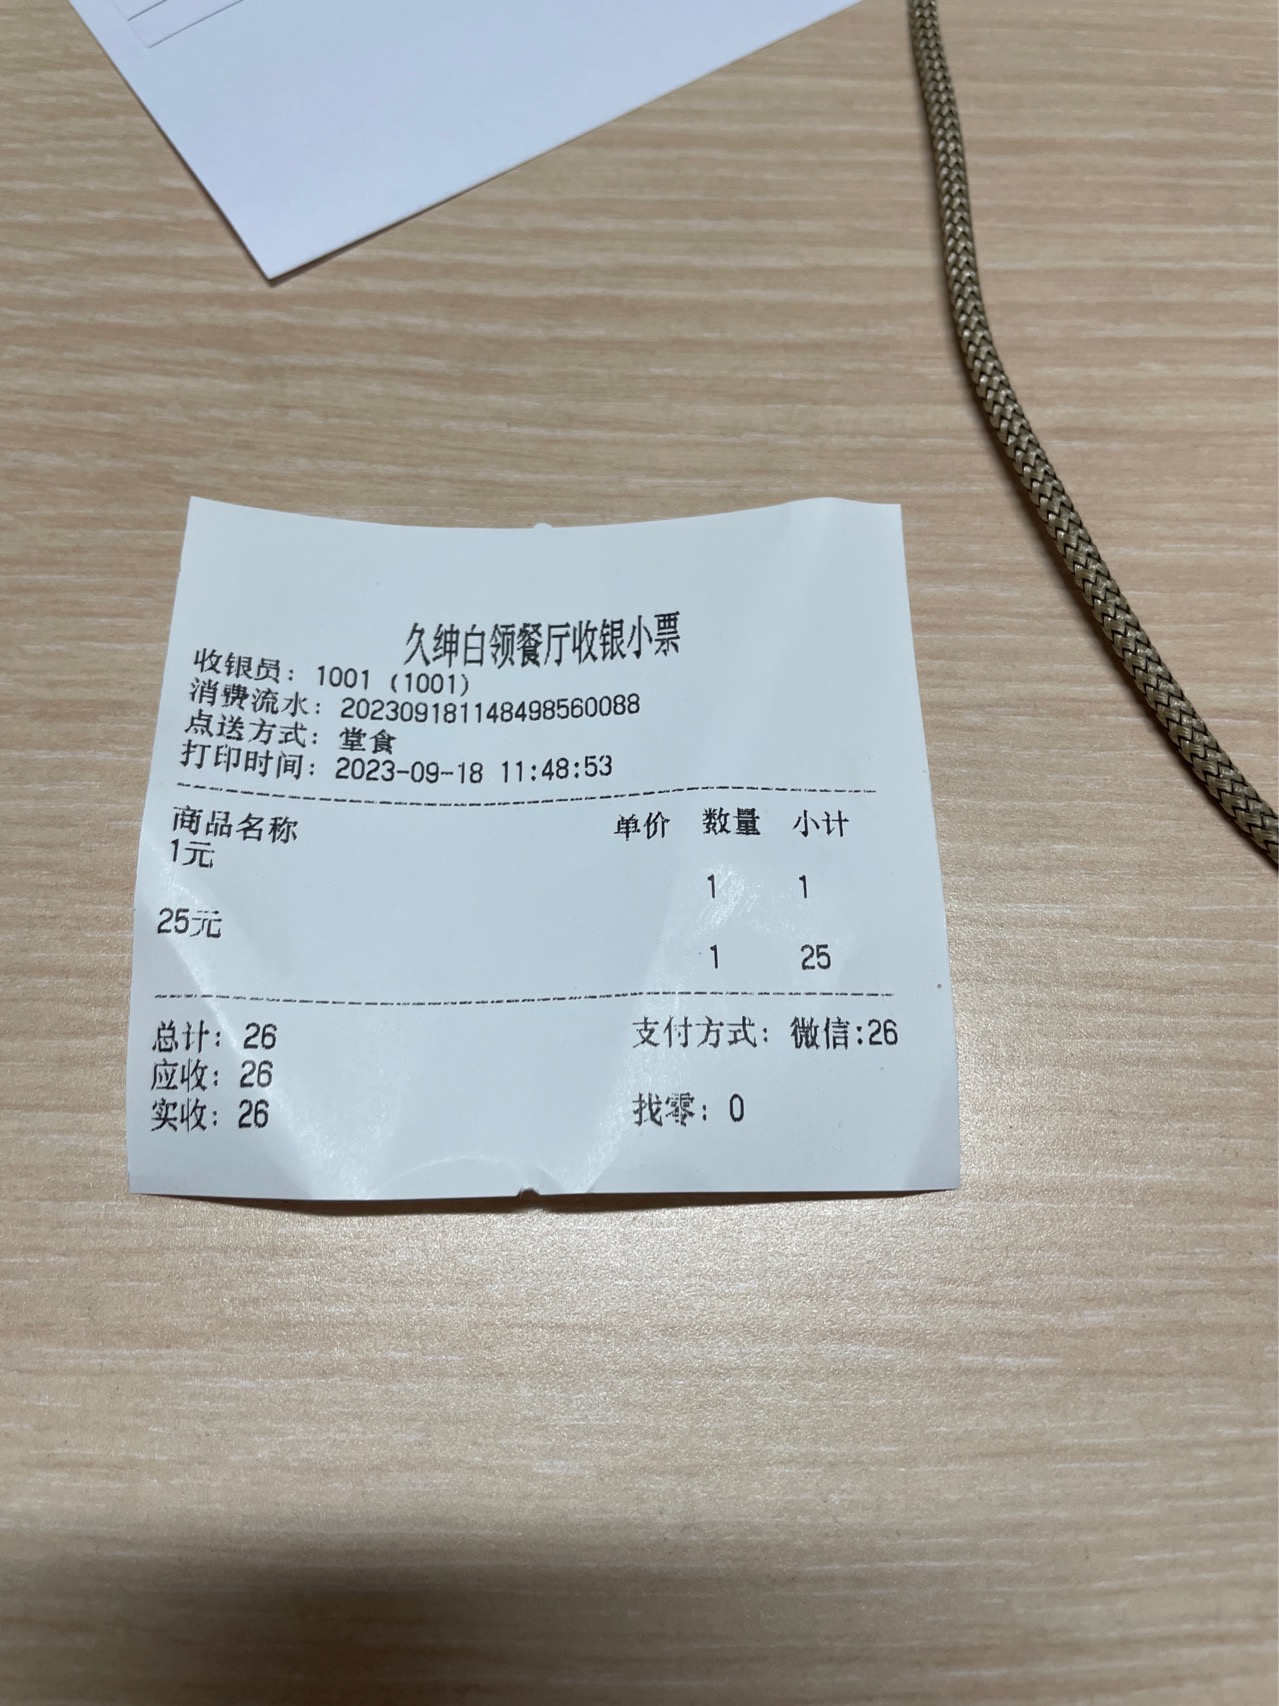 久绅白领餐厅收银小票
收银员：1001 (1001)
消费流水：202309181148498560088
点送方式：堂食
打印时间：2023-09-18 11:48:53
商品名称 单价 数量 小计
1元
1 1
25元
1 25
总计：26 支付方式：微信:26
应收：26
实收：26 找零：0